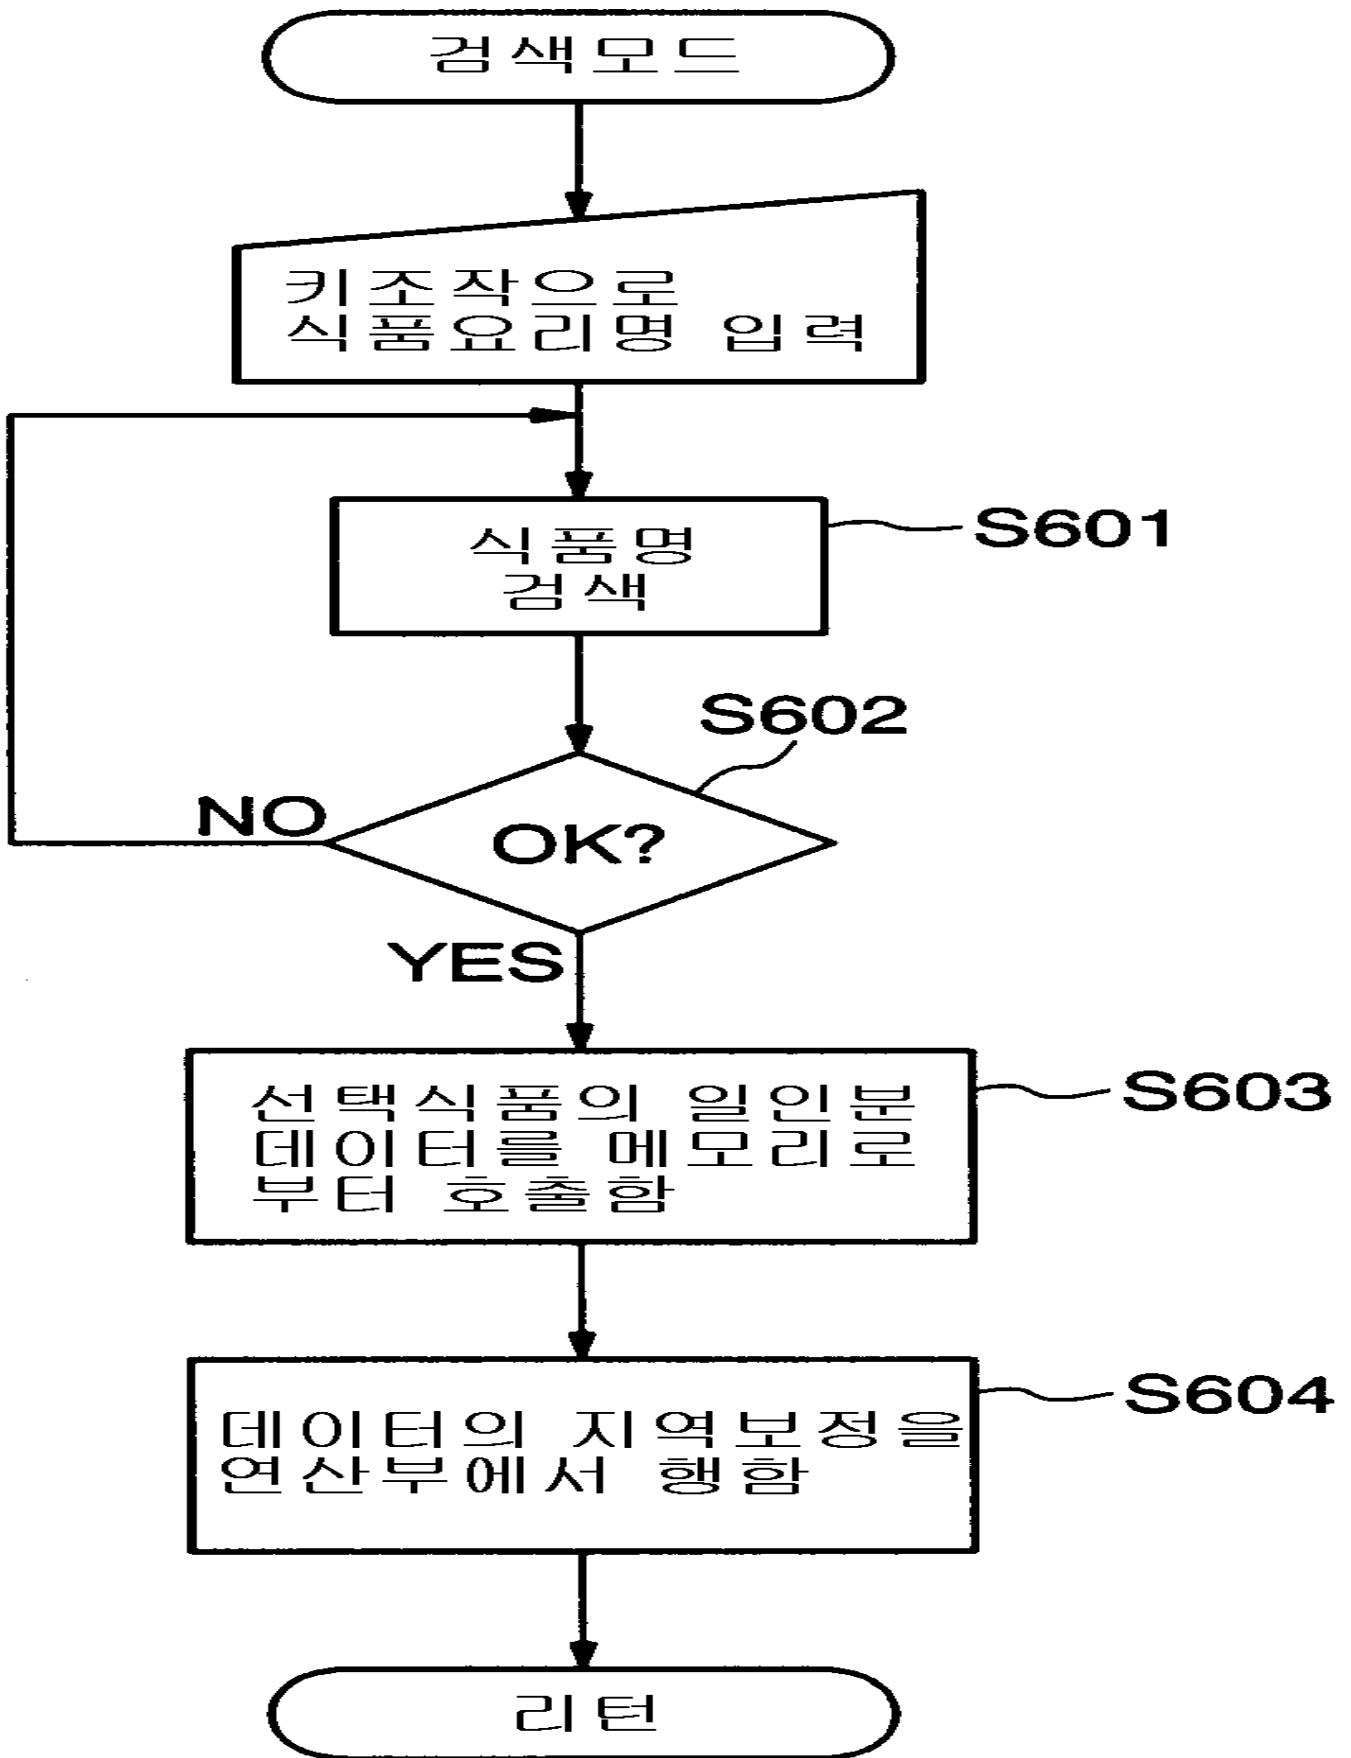 검색모드
키조작으로
식품요리명 입력
식품명
검색
S601
S602
OK?
NO
YES
선택식품의 일인분
데이터를 메모리로
부터 호출함
S603
데이터의 지역보정을
연산부에서 행함
S604
리턴